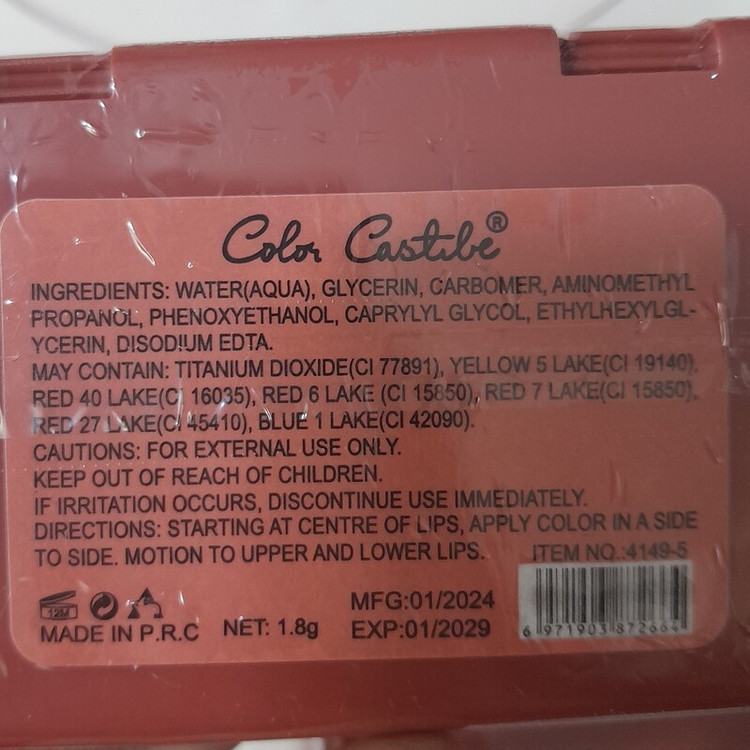 Color Castibe®
INGREDIENTS: WATER(AQUA), GLYCERIN, CARBOMER, AMINOMETHYL
PROPANOL, PHENOXYETHANOL, CAPRYLYL GLYCOL, ETHYLHEXYLGL-
YCERIN, DISODIUM EDTA.
MAY CONTAIN: TITANIUM DIOXIDE(CI 77891), YELLOW 5 LAKE(CI 19140),
RED 40 LAKE(CI 16035), RED 6 LAKE (CI 15850), RED 7 LAKE(CI 15850),
RED 27 LAKE(CI 45410), BLUE 1 LAKE(CI 42090).
CAUTIONS: FOR EXTERNAL USE ONLY.
KEEP OUT OF REACH OF CHILDREN.
IF IRRITATION OCCURS, DISCONTINUE USE IMMEDIATELY.
DIRECTIONS: STARTING AT CENTRE OF LIPS, APPLY COLOR IN A SIDE
TO SIDE. MOTION TO UPPER AND LOWER LIPS. ITEM NO.:4149-5
12M
MADE IN P.R.C NET: 1.8g
MFG:01/2024
EXP:01/2029
6 971903 872664